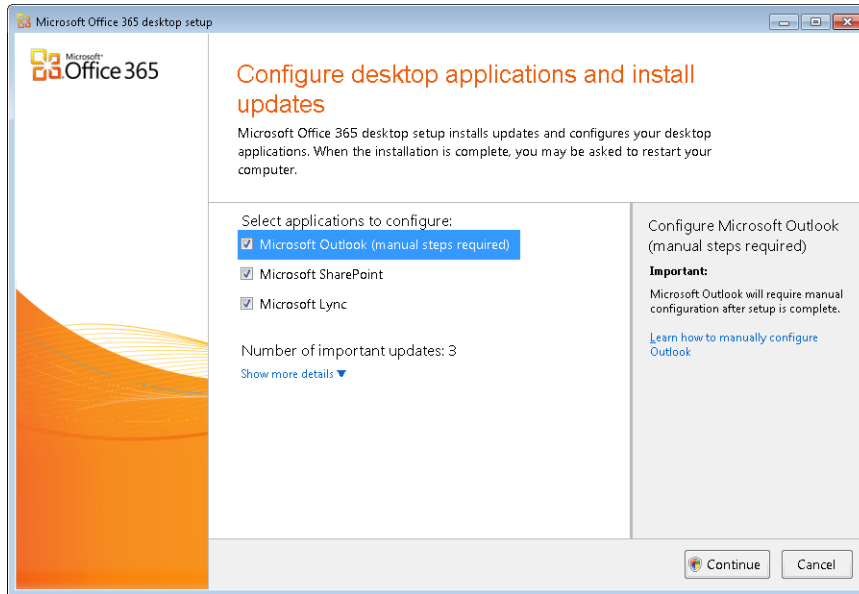 Microsoft Office 365 desktop setup
Microsoft
Office 365
Configure desktop applications and install
updates
Microsoft Office 365 desktop setup installs updates and configures your desktop
applications. When the installation is complete, you may be asked to restart your
computer.
Select applications to configure:
Microsoft Outlook (manual steps required)
Microsoft SharePoint
Microsoft Lync
Number of important updates: 3
Show more details
Configure Microsoft Outlook
(manual steps required)
Important:
Microsoft Outlook will require manual
configuration after setup is complete.
Learn how to manually configure
Outlook
Continue
Cancel